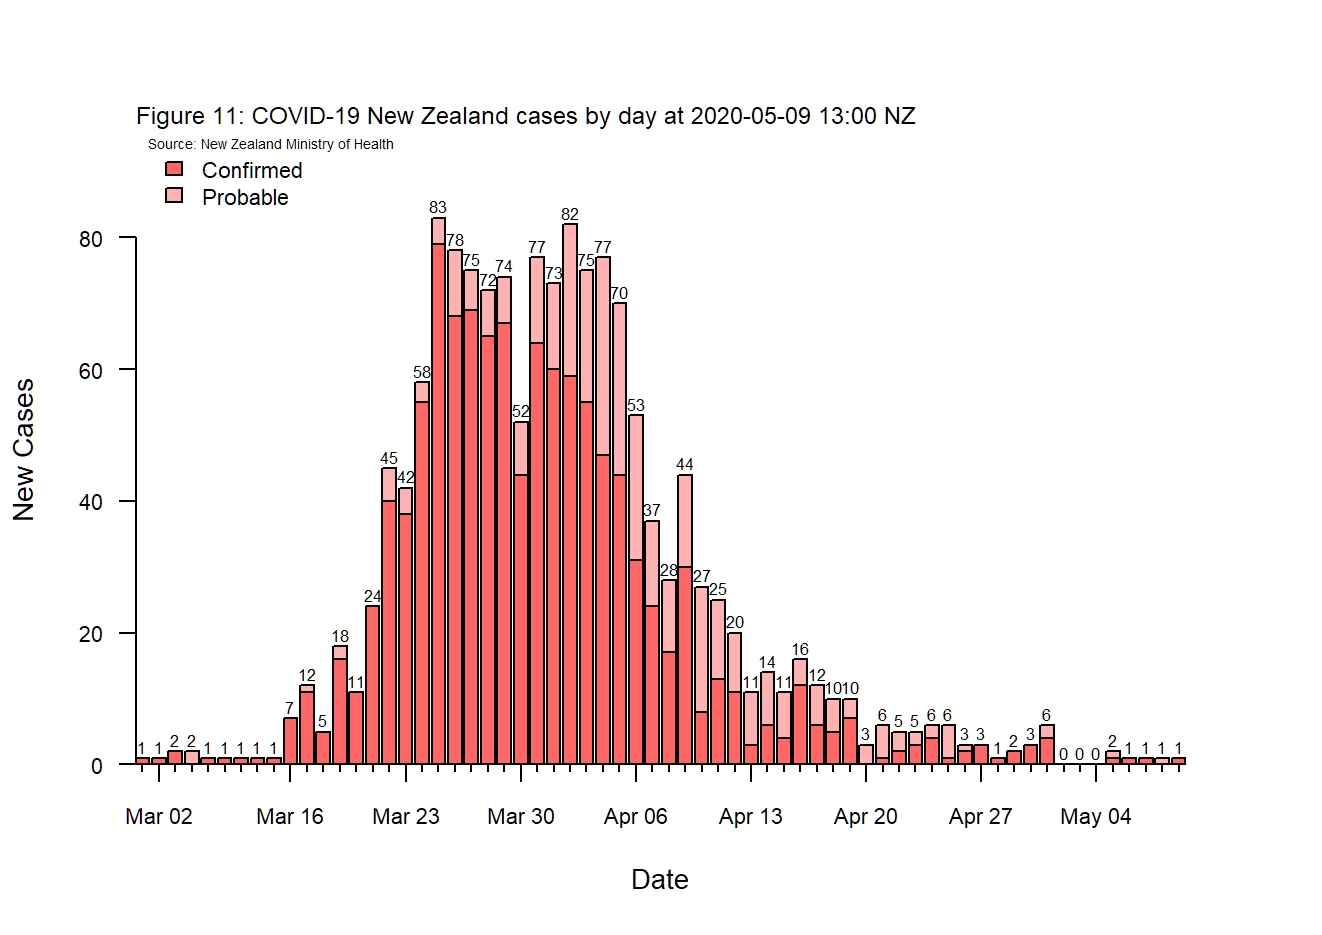 Figure 11: COVID-19 New Zealand cases by day at 2020-05-09 13:00 NZ
Source: New Zealand Ministry of Health
Confirmed
Probable
New Cases
80
60
40
20
0
1 1 2 2 1 1 1 1 1 7 12 5 18 11 24 45 42 58 83 78 75 72 74 52 77 73 82 75 77 70 53 37 28 44 27 25 20 11 14 11 16 12 10 10 3 6 5 5 6 6 3 3 1 2 3 6 0 0 0 2 1 1 1 1
Mar 02 Mar 16 Mar 23 Mar 30 Apr 06 Apr 13 Apr 20 Apr 27 May 04
Date